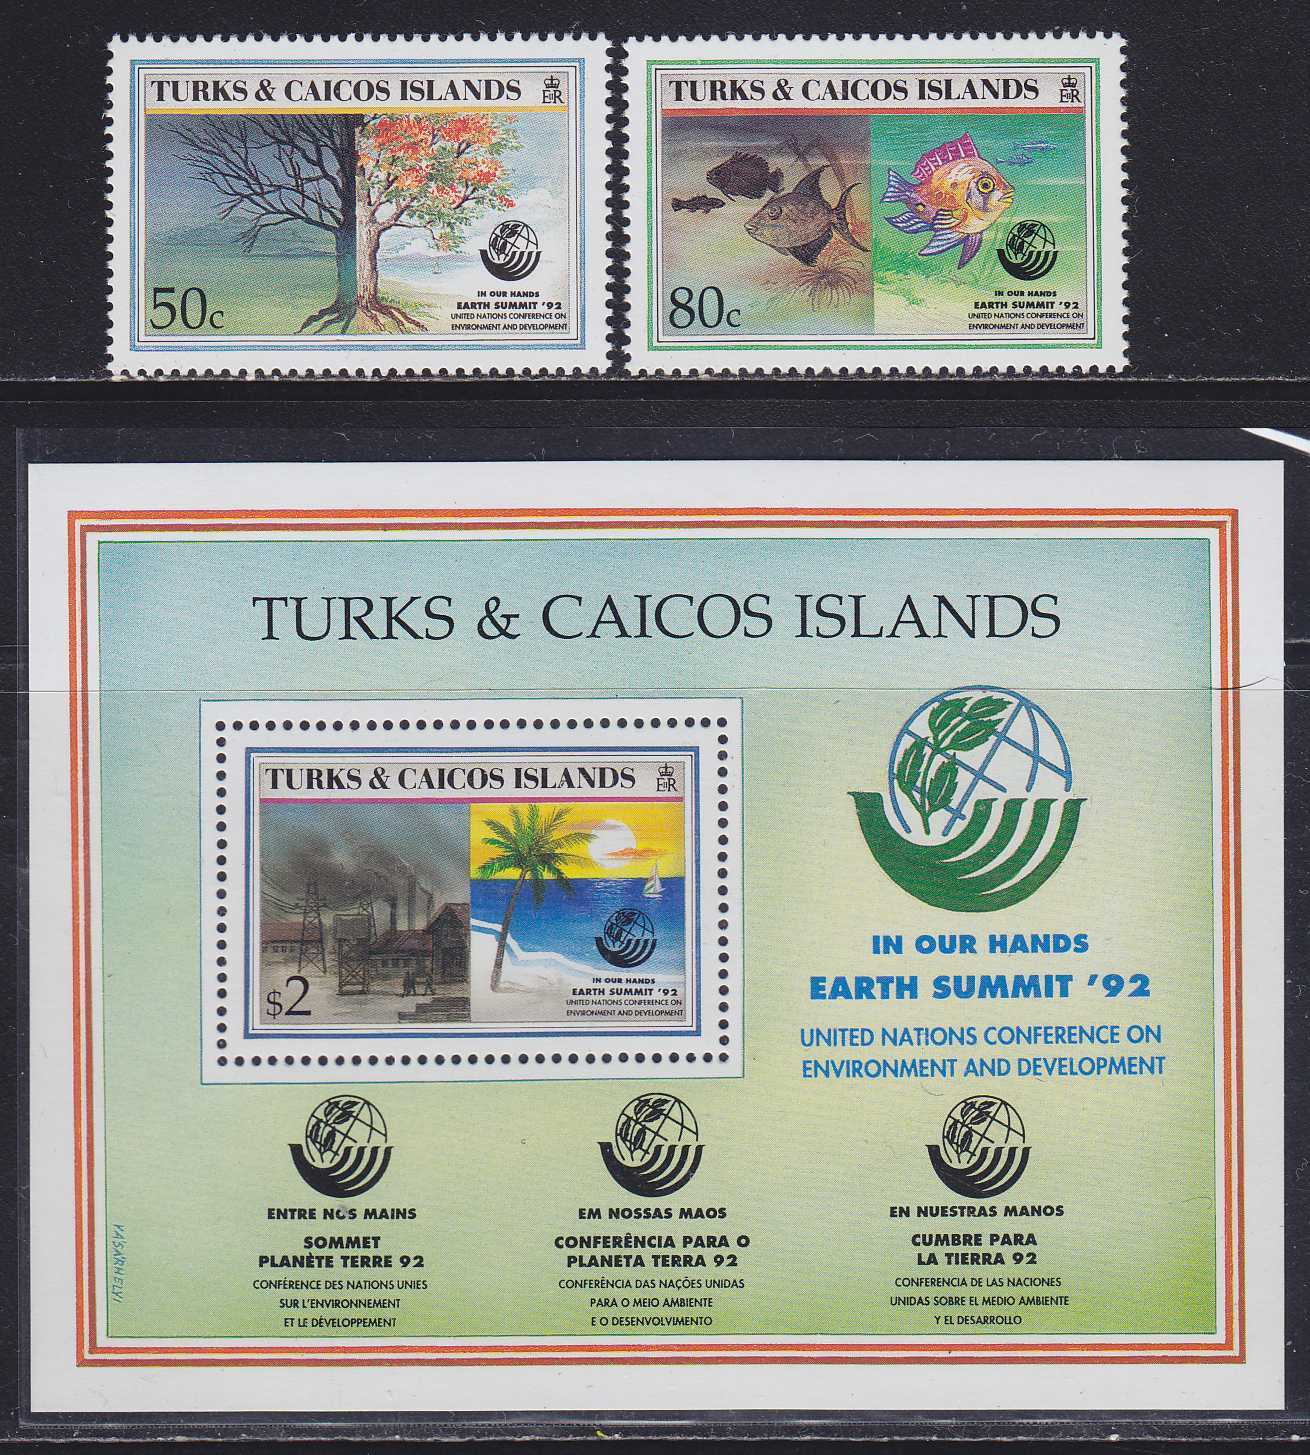 TURKS & CAICOS ISLANDS
EIIR
50c
IN OUR HANDS
EARTH SUMMIT '92
UNITED NATIONS CONFERENCE ON
ENVIRONMENT AND DEVELOPMENT
TURKS & CAICOS ISLANDS
EIIR
80c
IN OUR HANDS
EARTH SUMMIT '92
UNITED NATIONS CONFERENCE ON
ENVIRONMENT AND DEVELOPMENT
TURKS & CAICOS ISLANDS
TURKS & CAICOS ISLANDS
EIIR
$2
IN OUR HANDS
EARTH SUMMIT '92
UNITED NATIONS CONFERENCE ON
ENVIRONMENT AND DEVELOPMENT
IN OUR HANDS
EARTH SUMMIT '92
UNITED NATIONS CONFERENCE ON
ENVIRONMENT AND DEVELOPMENT
ENTRE NOS MAINS
SOMMET
PLANÈTE TERRE 92
CONFÉRENCE DES NATIONS UNIES
SUR L'ENVIRONNEMENT
ET LE DÉVELOPPEMENT
EM NOSSAS MAOS
CONFERÊNCIA PARA O
PLANETA TERRA 92
CONFERÊNCIA DAS NAÇÕES UNIDAS
PARA O MEIO AMBIENTE
E O DESENVOLVIMENTO
EN NUESTRAS MANOS
CUMBRE PARA
LA TIERRA 92
CONFERENCIA DE LAS NACIONES
UNIDAS SOBRE EL MEDIO AMBIENTE
Y EL DESARROLLO
VASARHELYI